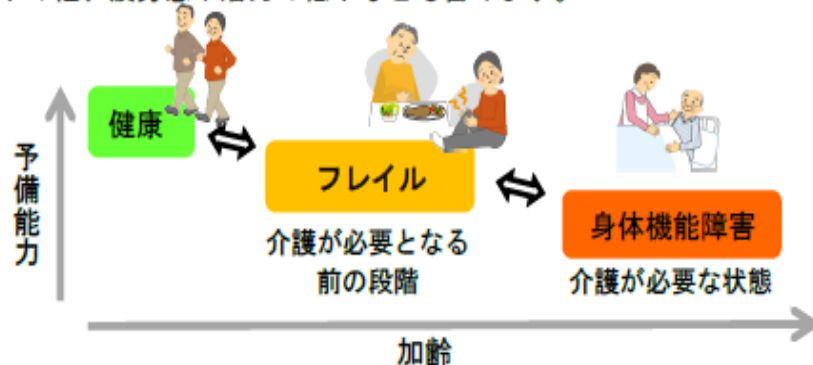 健康
予備能力
フレイル
介護が必要となる
前の段階
身体機能障害
介護が必要な状態
加齢